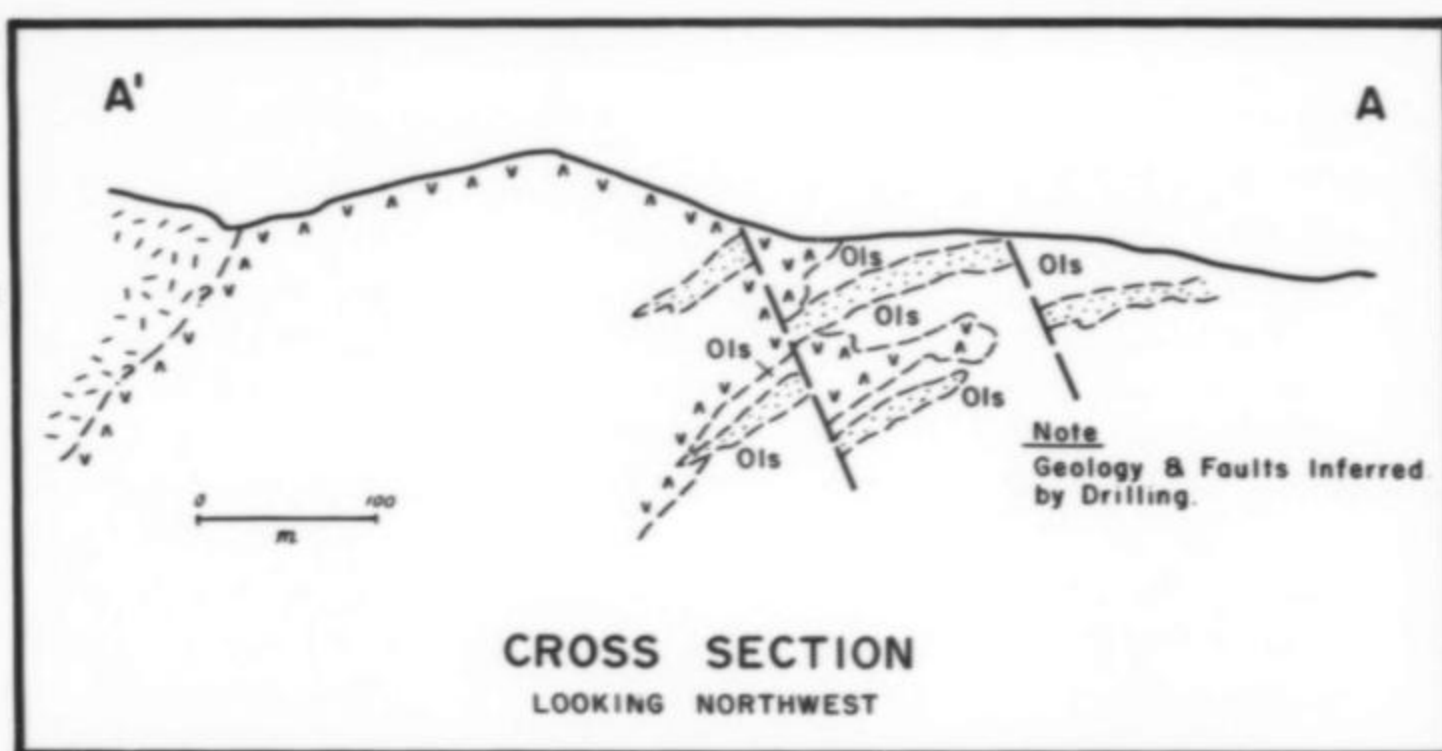 A' A
Ols
Ols
Ols
Ols
Ols
Ols
? 
?
Note
Geology & Faults Inferred
by Drilling.
0 100
m
CROSS SECTION
LOOKING NORTHWEST